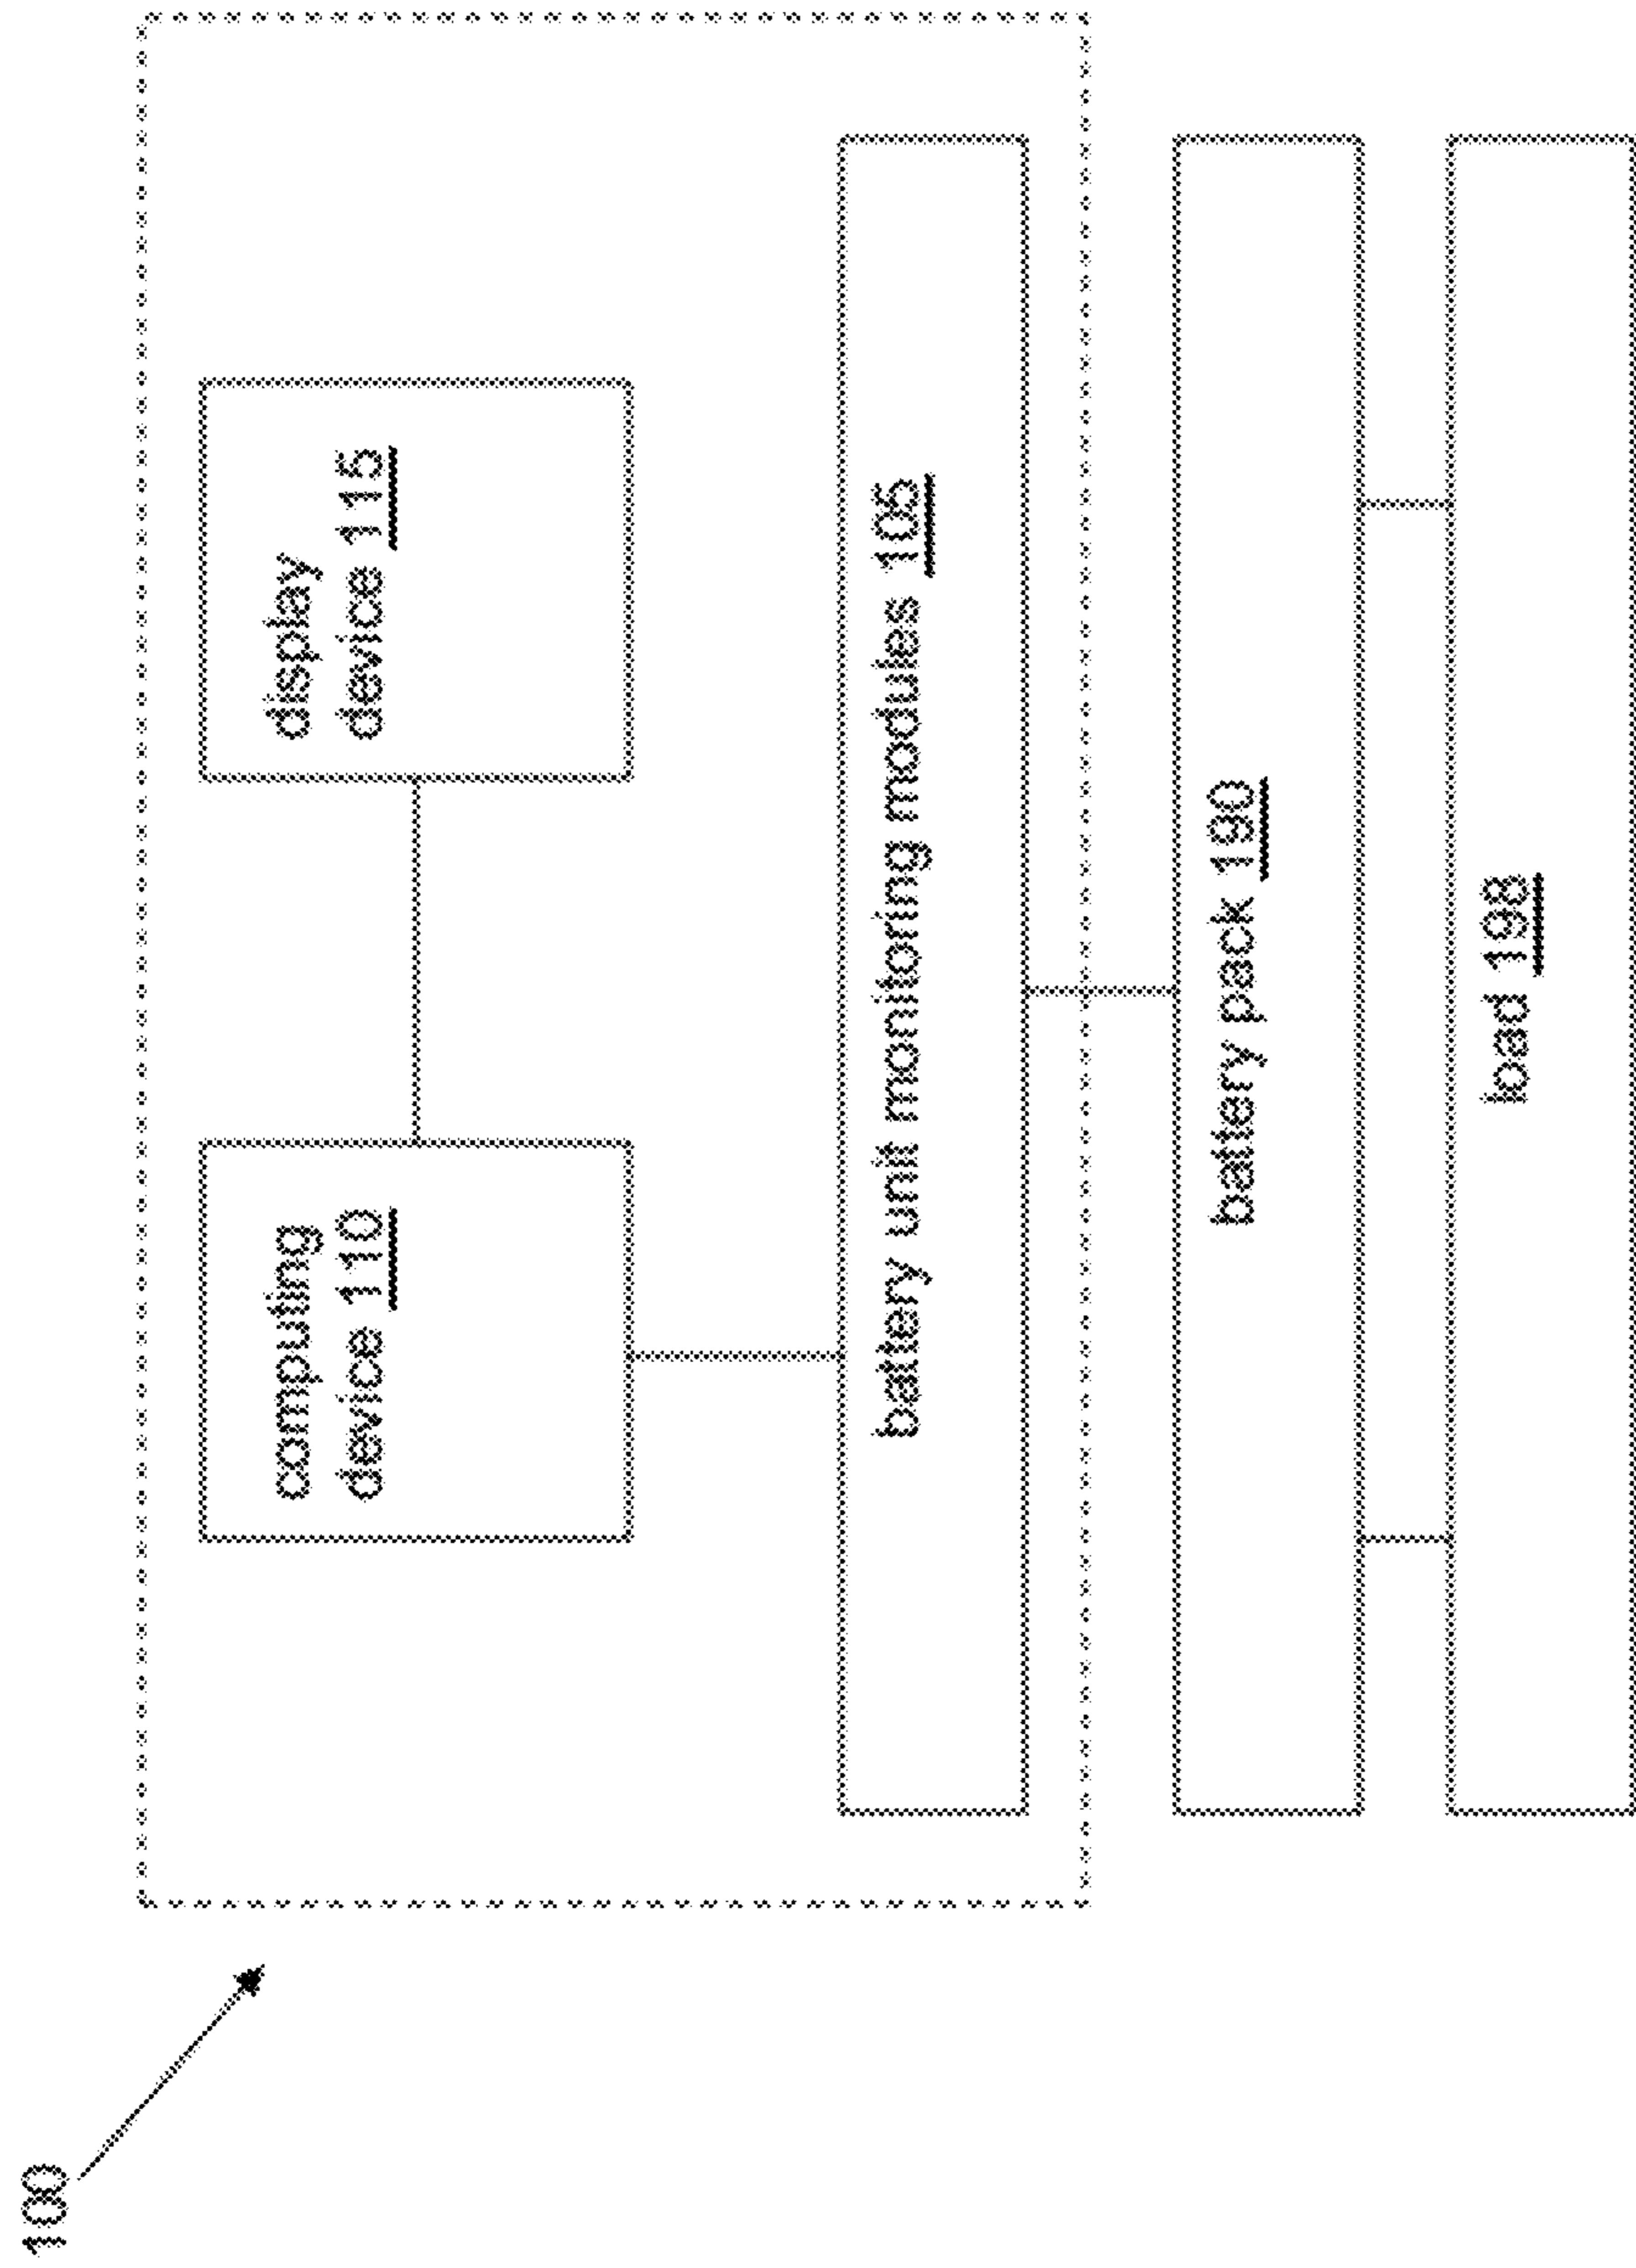 100
computing
device 110
display
device 115
battery unit monitoring modules 105
battery pack 190
load 198